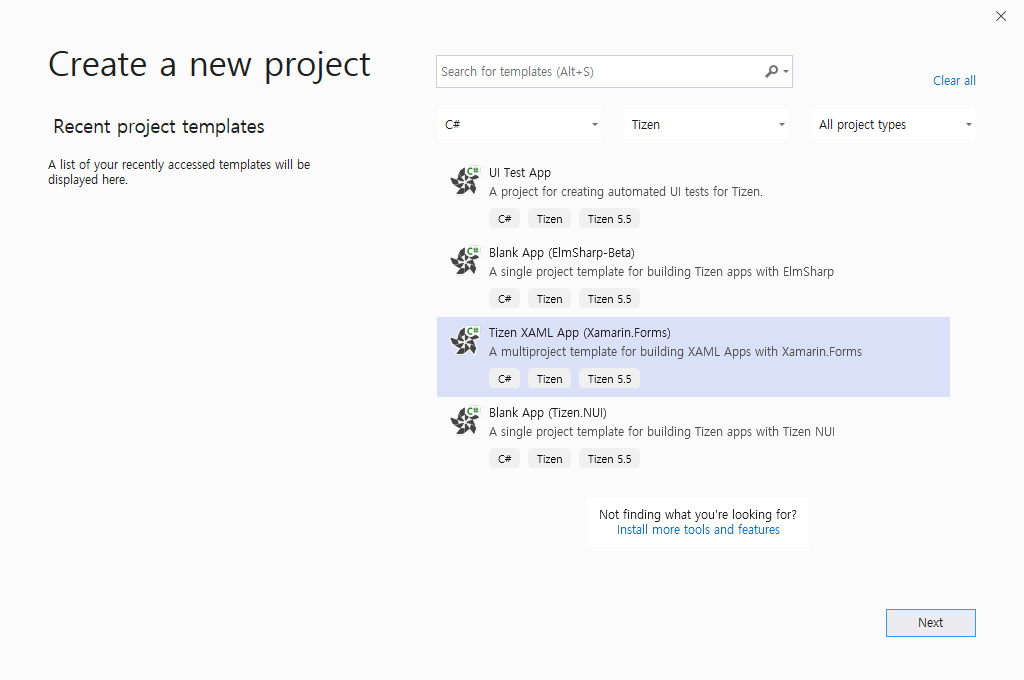 Create a new project
Recent project templates
A list of your recently accessed templates will be
displayed here.
Search for templates (Alt+S)
Clear all
C#
Tizen
All project types
C#
UI Test App
A project for creating automated UI tests for Tizen.
C#
Tizen
Tizen 5.5
C#
Blank App (ElmSharp-Beta)
A single project template for building Tizen apps with ElmSharp
C#
Tizen
Tizen 5.5
C#
Tizen XAML App (Xamarin.Forms)
A multiproject template for building XAML Apps with Xamarin.Forms
C#
Tizen
Tizen 5.5
C#
Blank App (Tizen.NUI)
A single project template for building Tizen apps with Tizen NUI
C#
Tizen
Tizen 5.5
Not finding what you're looking for?
Install more tools and features
Next